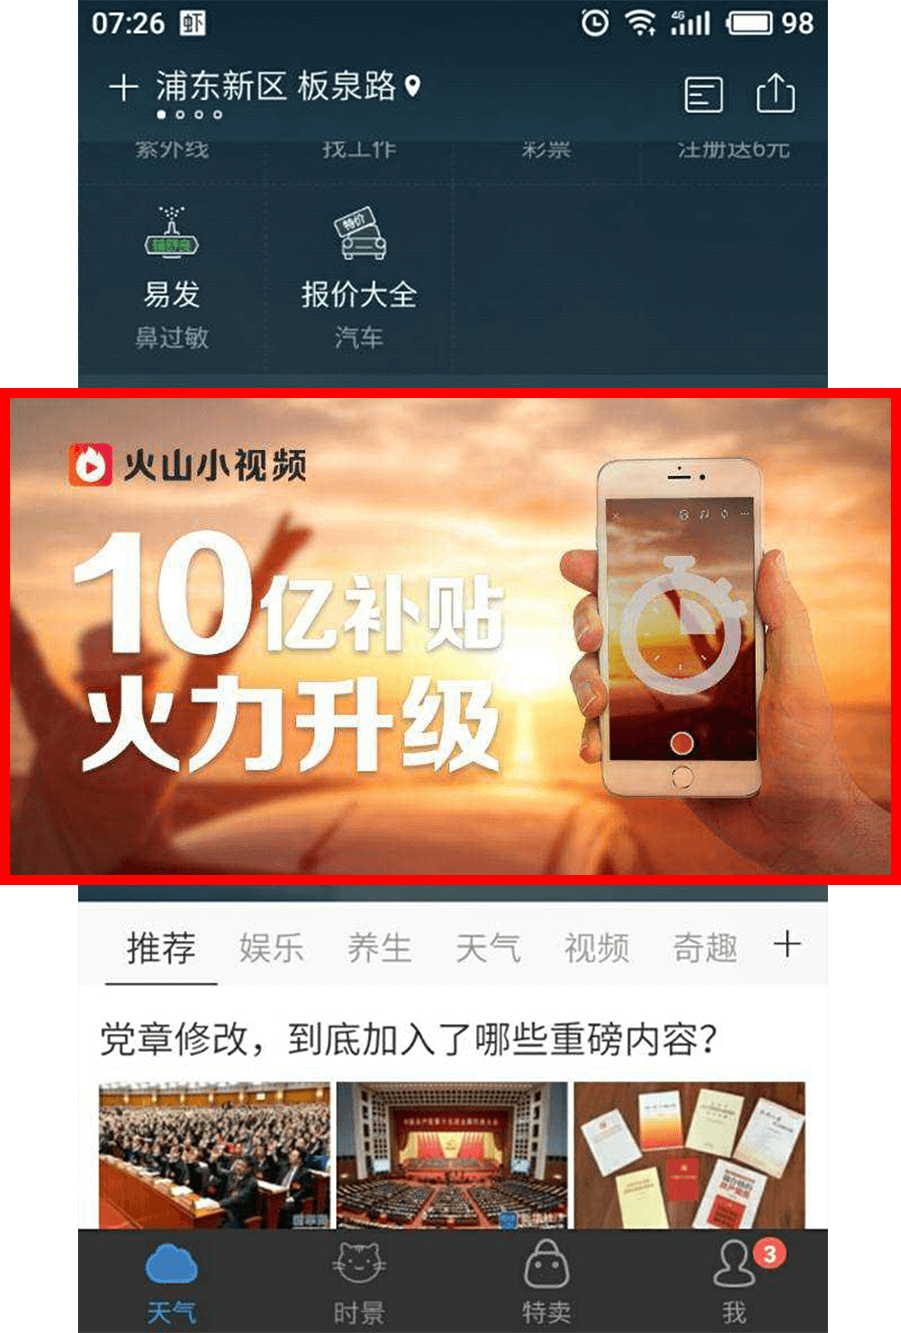 07:26 虾 4G 98
浦东新区 板泉路
紫外线 找工作 彩票 注册送6元
特价
易发 报价大全
鼻过敏 汽车
火山小视频
10亿补贴
火力升级
推荐 娱乐 养生 天气 视频 奇趣
党章修改，到底加入了哪些重磅内容？
3
天气 时景 特卖 我